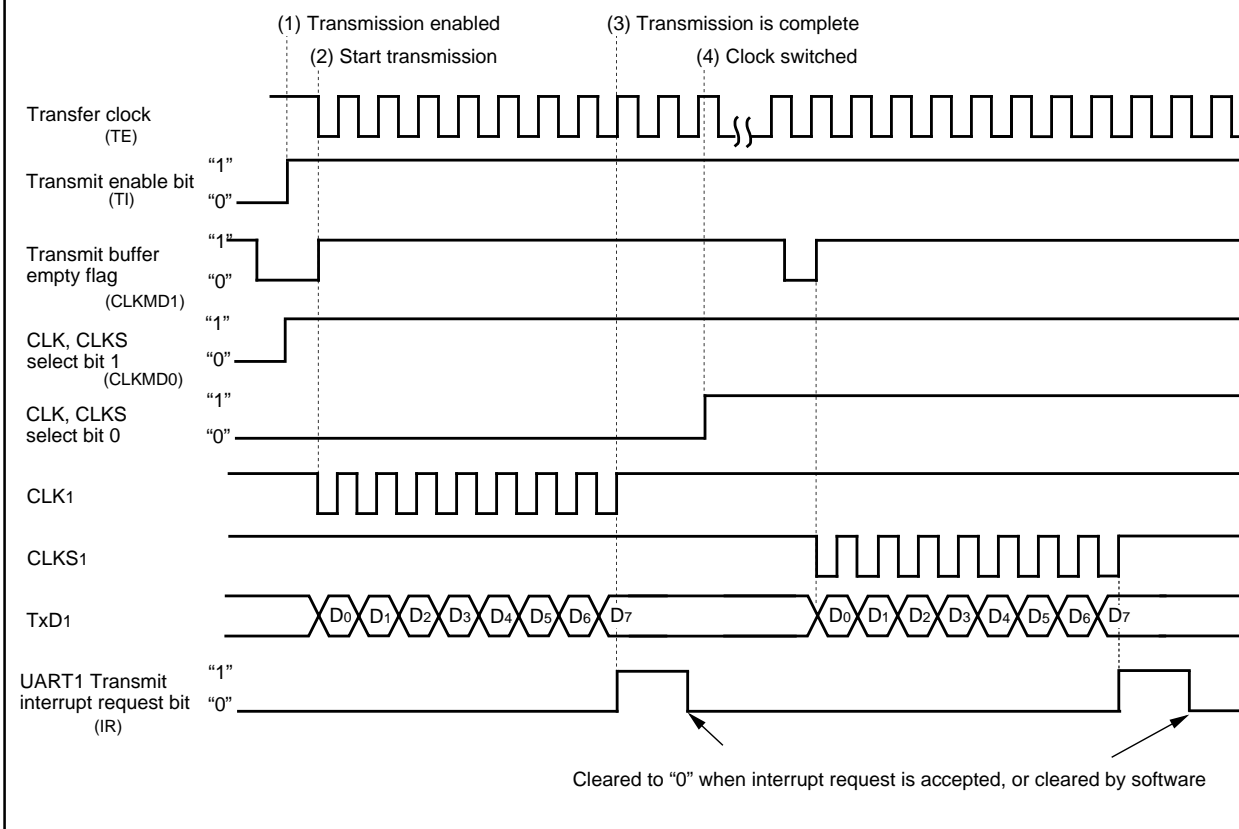 (1) Transmission enabled
(3) Transmission is complete
(2) Start transmission
(4) Clock switched
Transfer clock
(TE)
“1”
Transmit enable bit
(TI)
“0”
“1”
Transmit buffer
empty flag
“0”
(CLKMD1)
“1”
CLK, CLKS
select bit 1
“0”
(CLKMD0)
“1”
CLK, CLKS
select bit 0
“0”
CLK1
CLKS1
TxD1
D0 D1 D2 D3 D4 D5 D6 D7
D0 D1 D2 D3 D4 D5 D6 D7
UART1 Transmit
“1”
interrupt request bit
“0”
(IR)
Cleared to “0” when interrupt request is accepted, or cleared by software